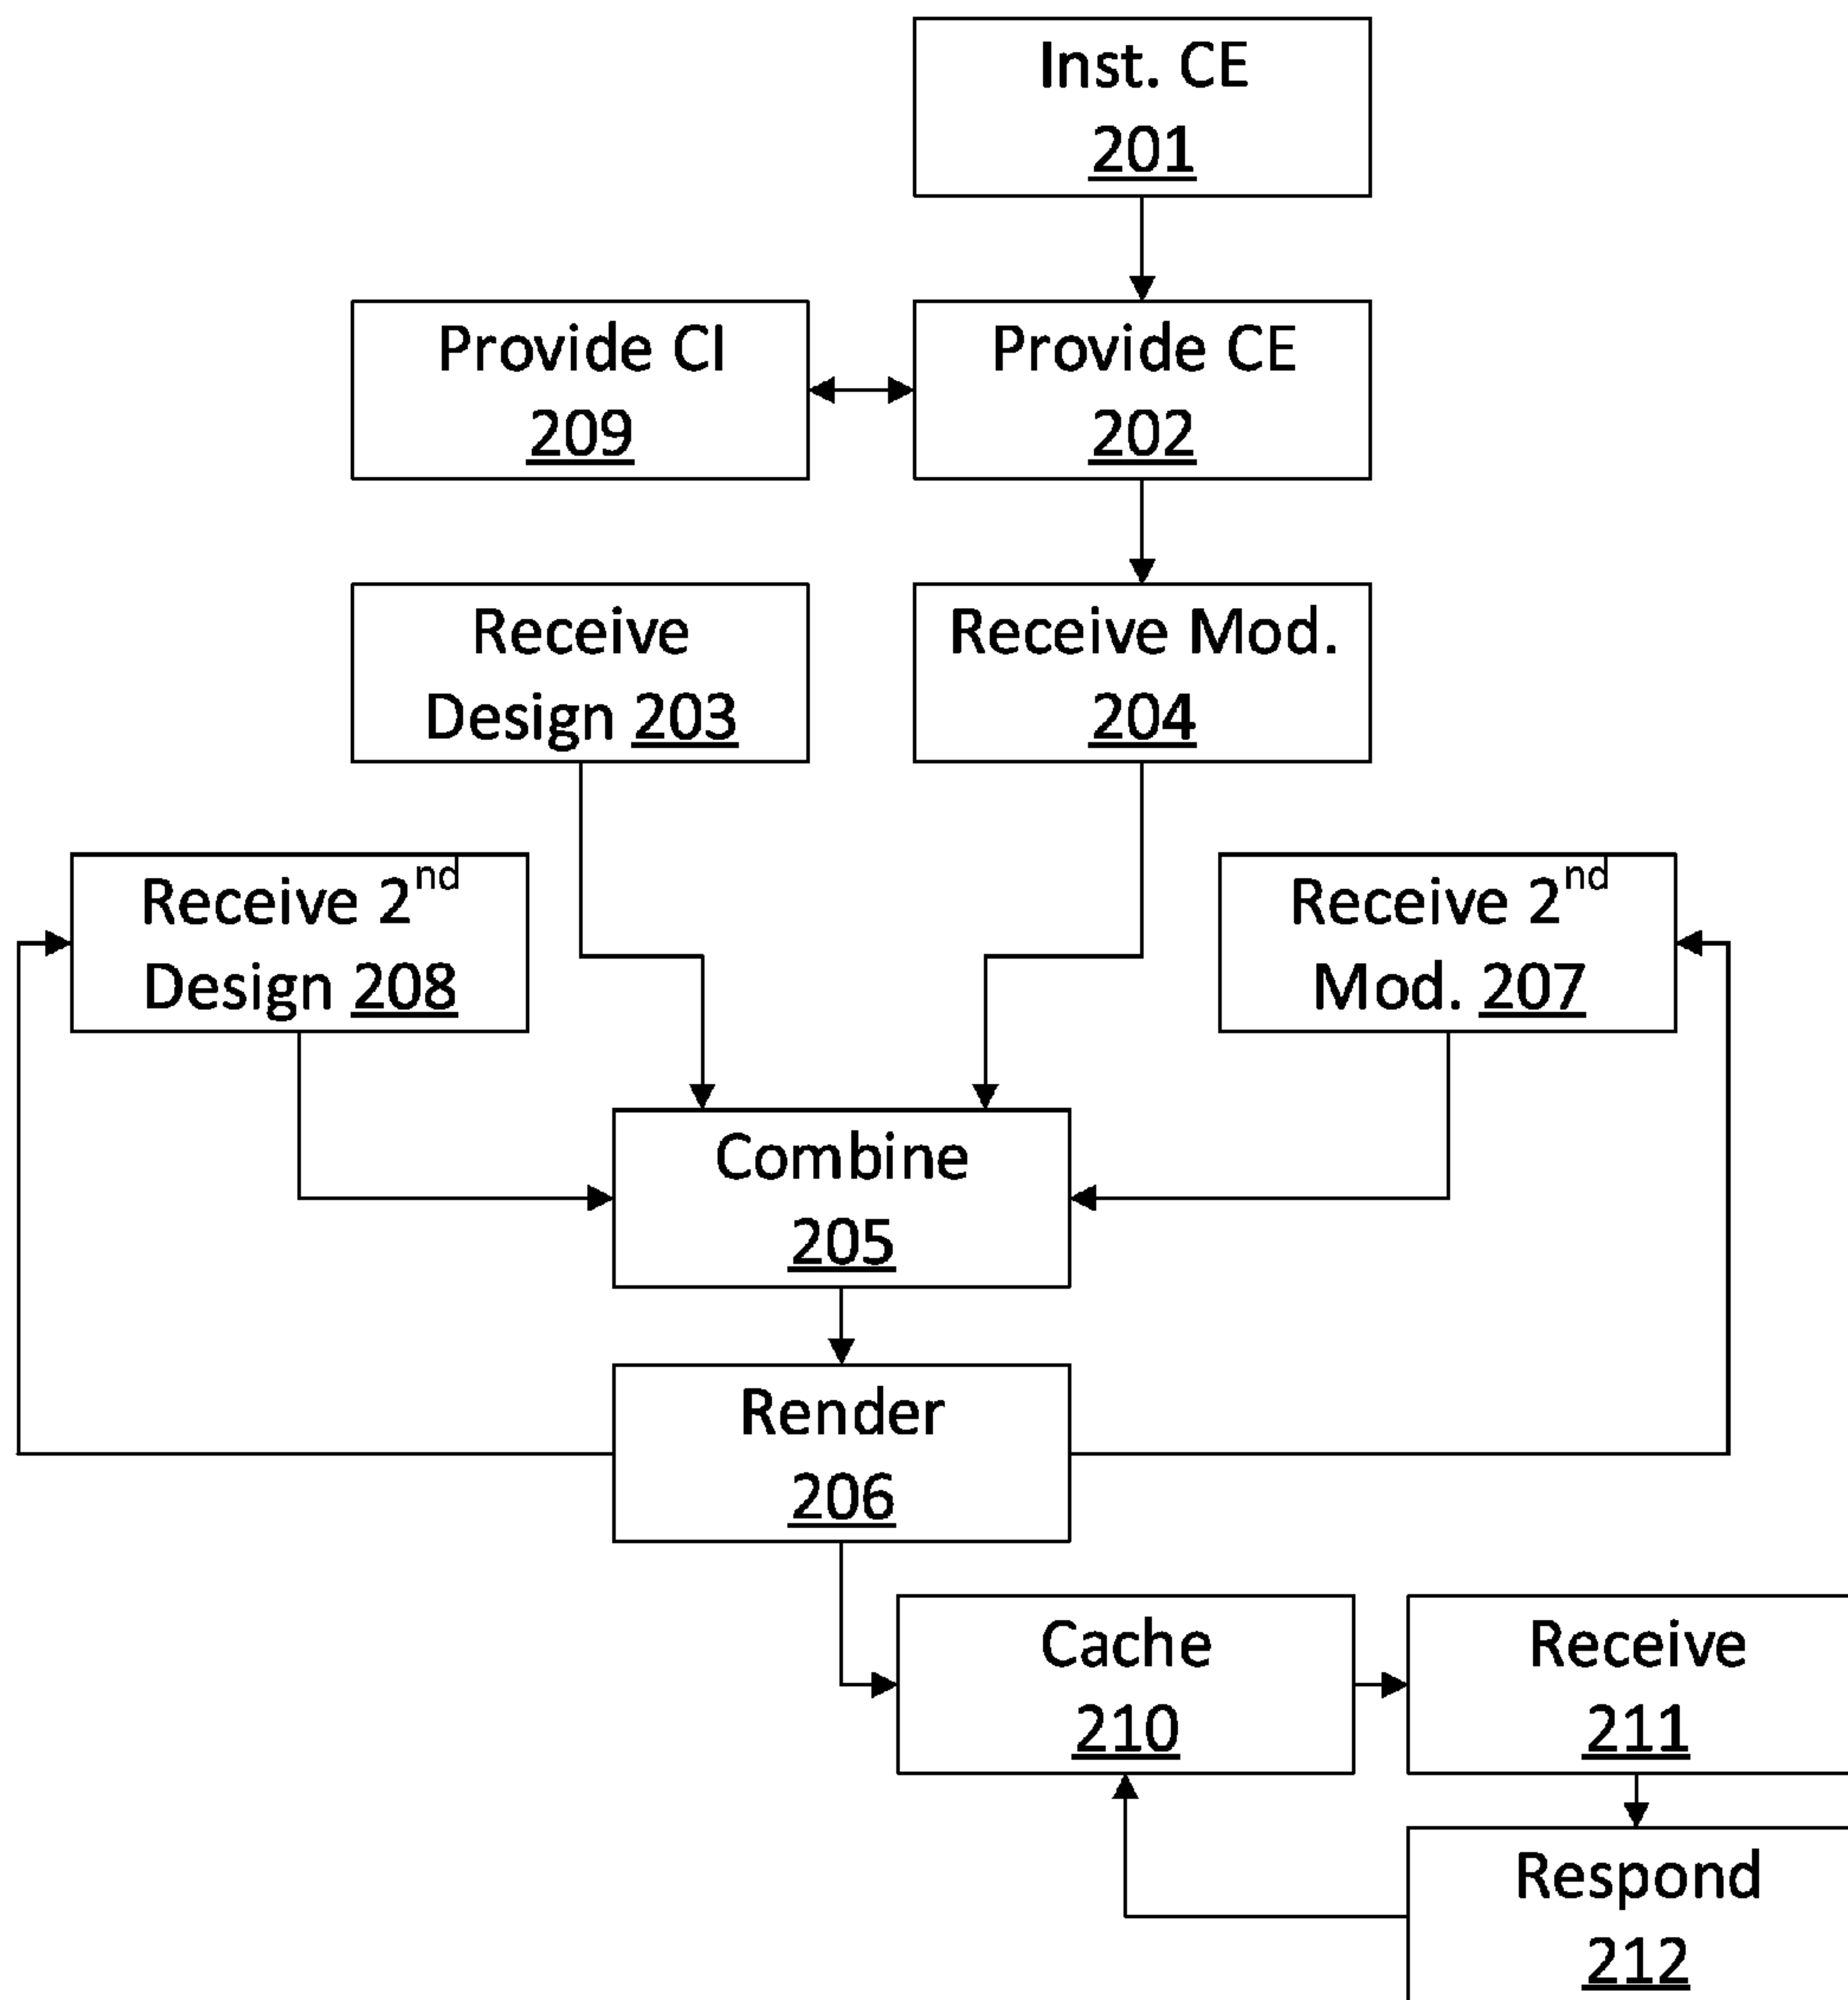 Inst. CE
201
Provide CI
209
Provide CE
202
Receive
Design 203
Receive Mod.
204
Receive 2nd
Design 208
Receive 2nd
Mod. 207
Combine
205
Render
206
Cache
210
Receive
211
Respond
212